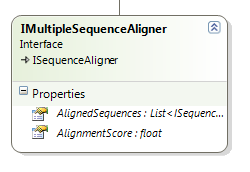 IMultipleSequenceAligner
Interface
ISequenceAligner
Properties
AlignedSequences : List<ISequenc...
AlignmentScore : float